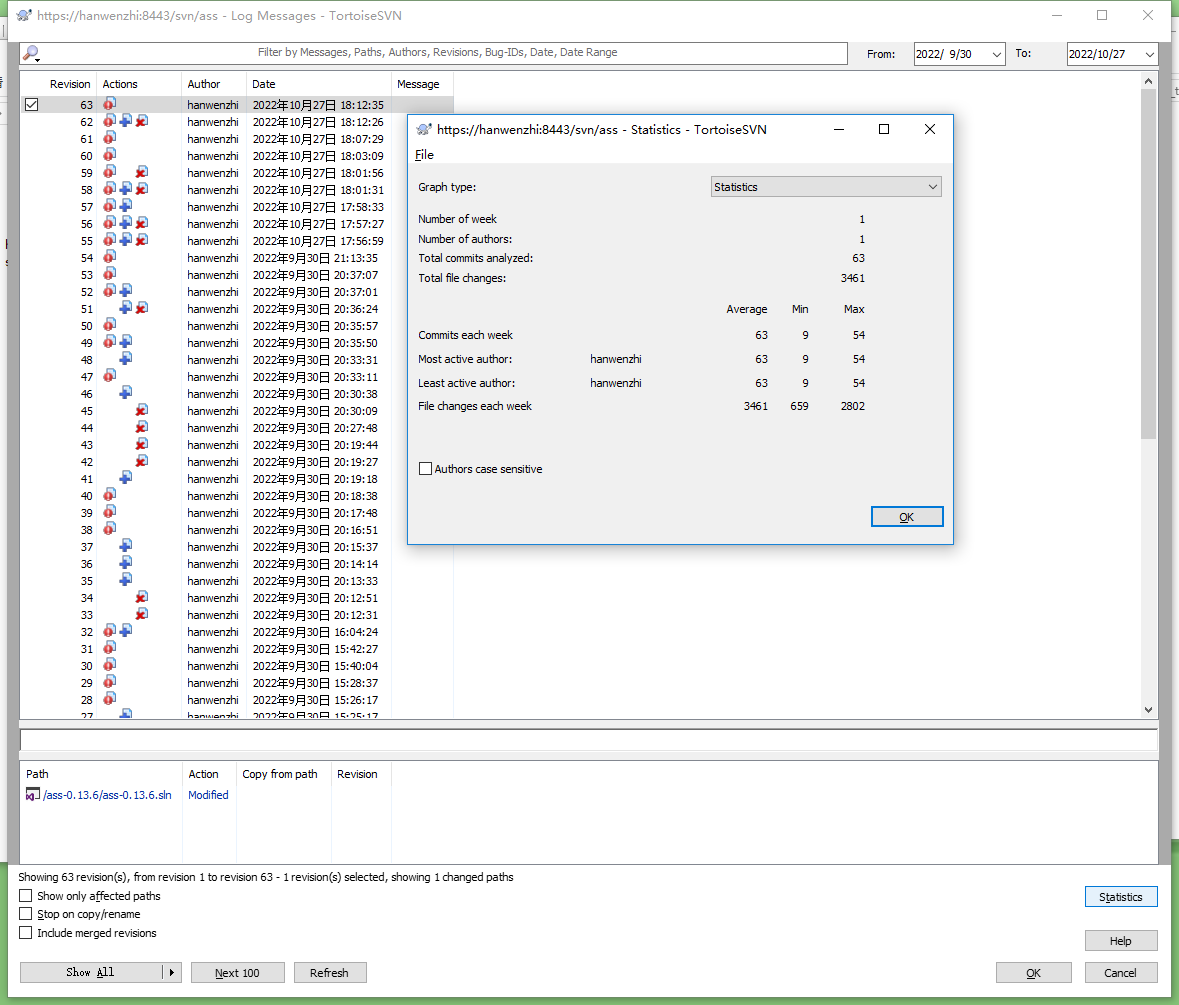 https://hanwenzhi:8443/svn/ass - Log Messages - TortoiseSVN
Filter by Messages, Paths, Authors, Revisions, Bug-IDs, Date, Date Range
From: 2022/ 9/30 To: 2022/10/27
Revision Actions Author Date Message
63 hanwenzhi 2022年10月27日 18:12:35
62 hanwenzhi 2022年10月27日 18:12:26
61 hanwenzhi 2022年10月27日 18:07:29
60 hanwenzhi 2022年10月27日 18:03:09
59 hanwenzhi 2022年10月27日 18:01:56
58 hanwenzhi 2022年10月27日 18:01:31
57 hanwenzhi 2022年10月27日 17:58:33
56 hanwenzhi 2022年10月27日 17:57:27
55 hanwenzhi 2022年10月27日 17:56:59
54 hanwenzhi 2022年9月30日 21:13:35
53 hanwenzhi 2022年9月30日 20:37:07
52 hanwenzhi 2022年9月30日 20:37:01
51 hanwenzhi 2022年9月30日 20:36:24
50 hanwenzhi 2022年9月30日 20:35:57
49 hanwenzhi 2022年9月30日 20:35:50
48 hanwenzhi 2022年9月30日 20:33:31
47 hanwenzhi 2022年9月30日 20:33:11
46 hanwenzhi 2022年9月30日 20:30:38
45 hanwenzhi 2022年9月30日 20:30:09
44 hanwenzhi 2022年9月30日 20:27:48
43 hanwenzhi 2022年9月30日 20:19:44
42 hanwenzhi 2022年9月30日 20:19:27
41 hanwenzhi 2022年9月30日 20:19:18
40 hanwenzhi 2022年9月30日 20:18:38
39 hanwenzhi 2022年9月30日 20:17:48
38 hanwenzhi 2022年9月30日 20:16:51
37 hanwenzhi 2022年9月30日 20:15:37
36 hanwenzhi 2022年9月30日 20:14:14
35 hanwenzhi 2022年9月30日 20:13:33
34 hanwenzhi 2022年9月30日 20:12:51
33 hanwenzhi 2022年9月30日 20:12:31
32 hanwenzhi 2022年9月30日 16:04:24
31 hanwenzhi 2022年9月30日 15:42:27
30 hanwenzhi 2022年9月30日 15:40:04
29 hanwenzhi 2022年9月30日 15:28:37
28 hanwenzhi 2022年9月30日 15:26:17
27 hanwenzhi 2022年9月30日 15:25:17
https://hanwenzhi:8443/svn/ass - Statistics - TortoiseSVN
File
Graph type: Statistics
Number of week 1
Number of authors: 1
Total commits analyzed: 63
Total file changes: 3461
Average Min Max
Commits each week 63 9 54
Most active author: hanwenzhi 63 9 54
Least active author: hanwenzhi 63 9 54
File changes each week 3461 659 2802
Authors case sensitive
OK
Path Action Copy from path Revision
/ass-0.13.6/ass-0.13.6.sln Modified
Showing 63 revision(s), from revision 1 to revision 63 - 1 revision(s) selected, showing 1 changed paths
Show only affected paths
Stop on copy/rename
Include merged revisions
Statistics
Help
Show All Next 100 Refresh OK Cancel